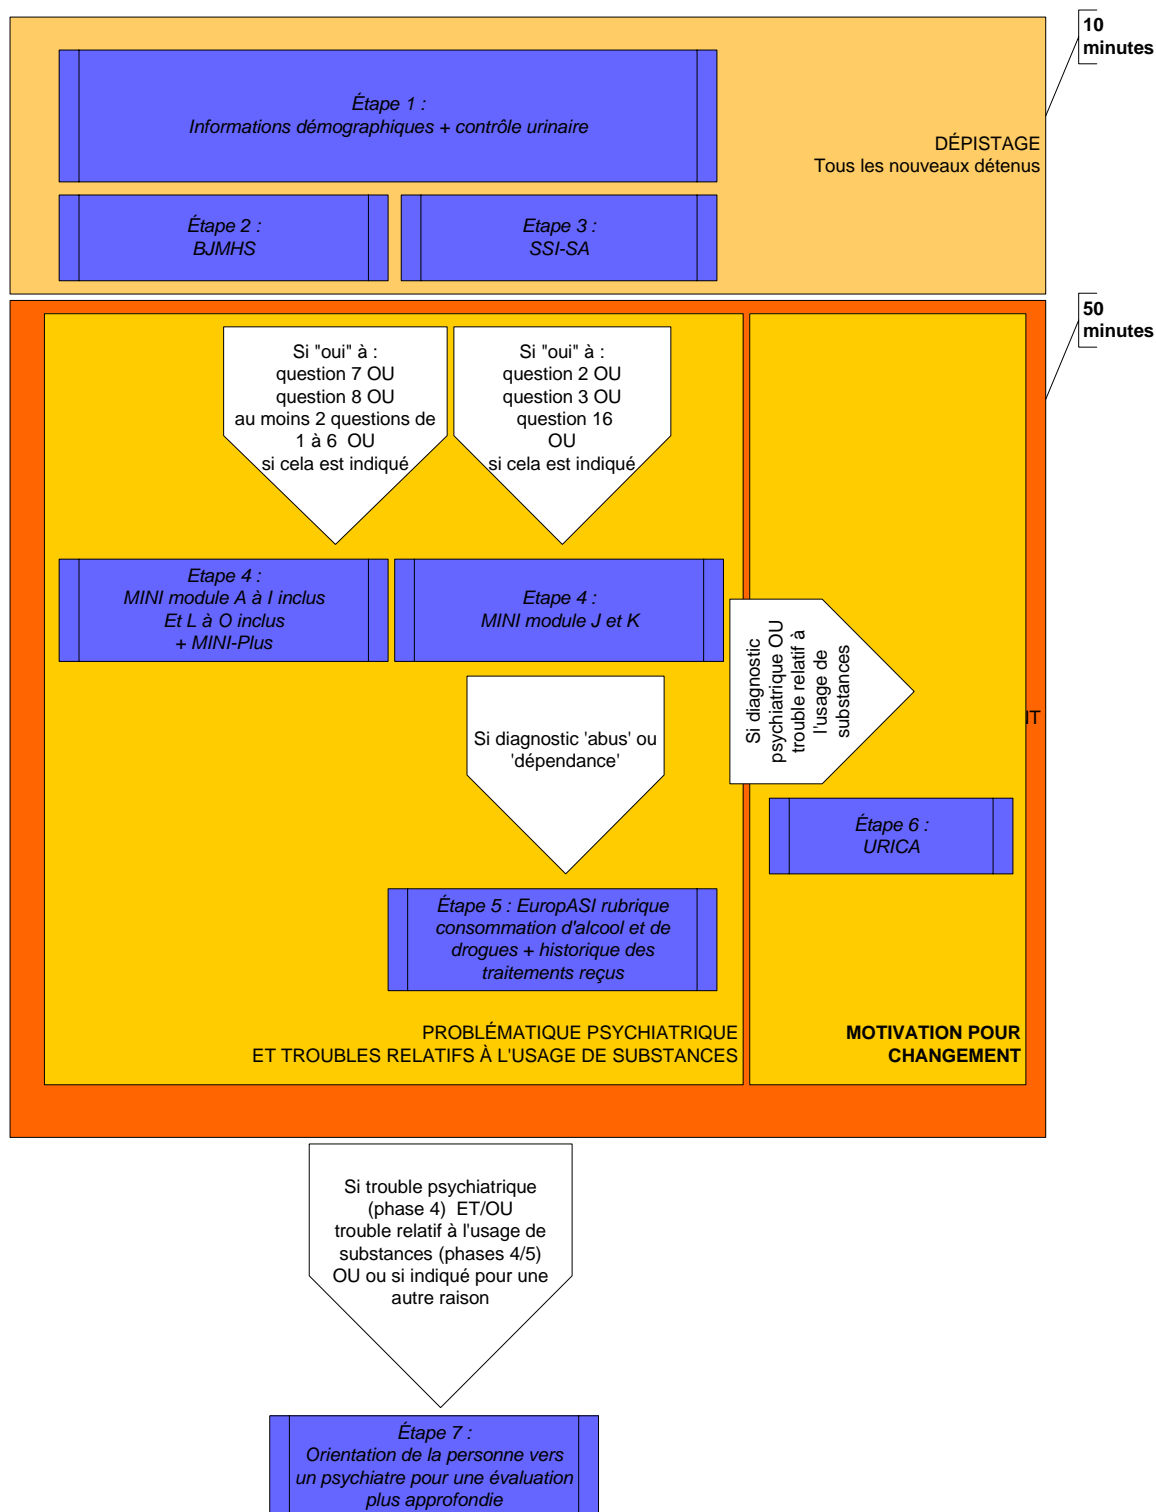 10
minutes
Étape 1 :
Informations démographiques + contrôle urinaire
DÉPISTAGE
Tous les nouveaux détenus
Étape 2 :
BJMHS
Étape 3 :
SSI-SA
50
minutes
Si "oui" à :
question 7 OU
question 8 OU
au moins 2 questions de
1 à 6 OU
si cela est indiqué
Si "oui" à :
question 2 OU
question 3 OU
question 16
OU
si cela est indiqué
Etape 4 :
MINI module A à I inclus
Et L à O inclus
+ MINI-Plus
Etape 4 :
MINI module J et K
Si diagnostic
psychiatrique OU
trouble relatif à
l'usage de
substances
Si diagnostic 'abus' ou
'dépendance'
Étape 6 :
URICA
Étape 5 : EuropASI rubrique
consommation d'alcool et de
drogues + historique des
traitements reçus
PROBLÉMATIQUE PSYCHIATRIQUE
ET TROUBLES RELATIFS À L'USAGE DE SUBSTANCES
MOTIVATION POUR
CHANGEMENT
Si trouble psychiatrique
(phase 4) ET/OU
trouble relatif à l'usage de
substances (phases 4/5)
OU ou si indiqué pour une
autre raison
Étape 7 :
Orientation de la personne vers
un psychiatre pour une évaluation
plus approfondie